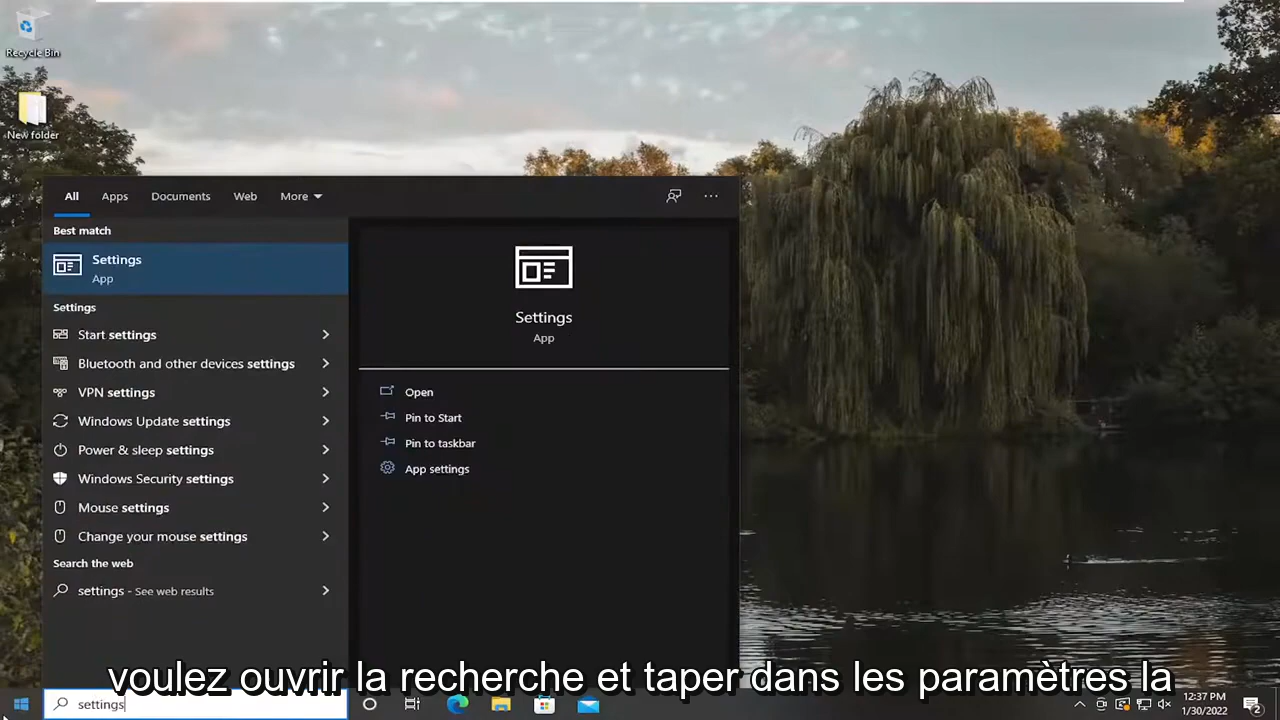 Recycle Bin
New folder
All Apps Documents Web More
Best match
Settings
App
Settings
Start settings
Bluetooth and other devices settings
VPN settings
Windows Update settings
Power & sleep settings
Windows Security settings
Mouse settings
Change your mouse settings
Search the web
settings - See web results
Settings
App
Open
Pin to Start
Pin to taskbar
App settings
voulez ouvrir la recherche et taper dans les paramètres la
settings
12:37 PM
1/30/2022
2